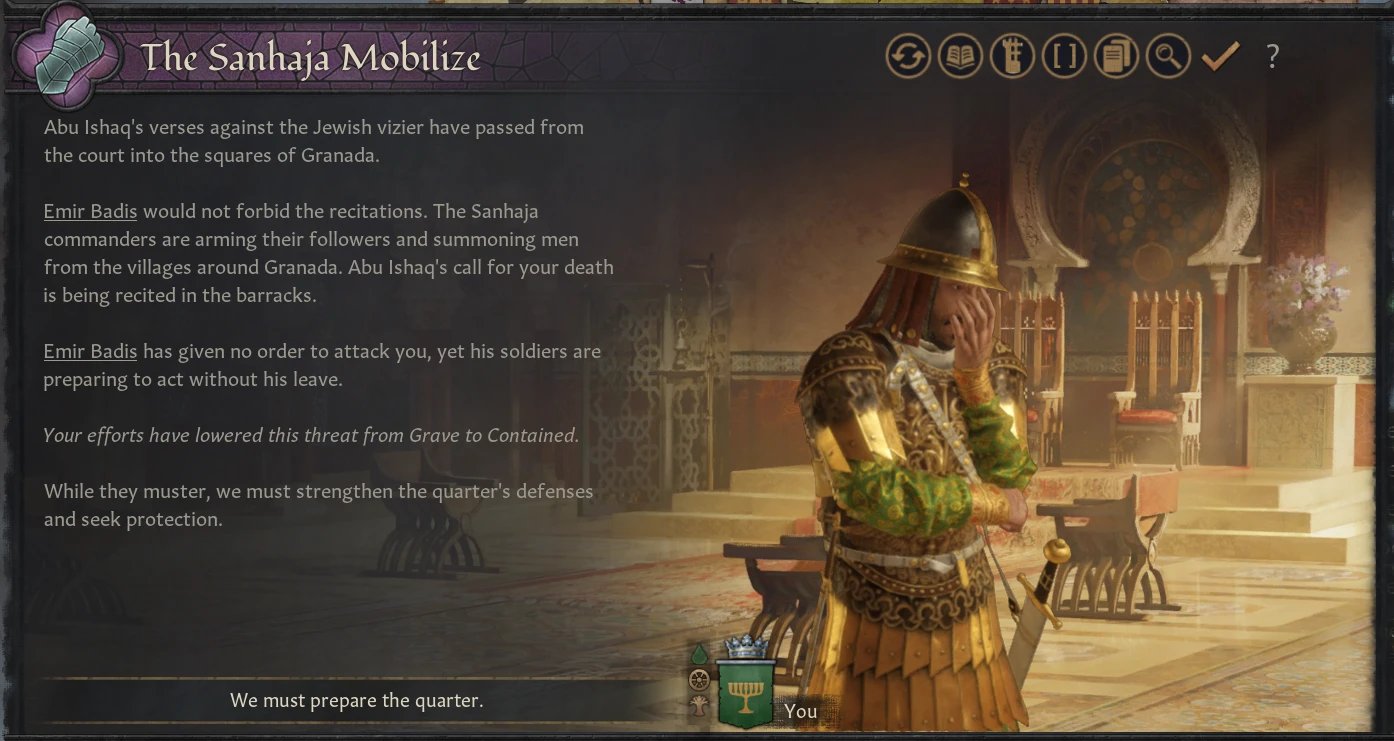 The Sanhaja Mobilize
[ ]
?
Abu Ishaq's verses against the Jewish vizier have passed from
the court into the squares of Granada.
Emir Badis would not forbid the recitations. The Sanhaja
commanders are arming their followers and summoning men
from the villages around Granada. Abu Ishaq's call for your death
is being recited in the barracks.
Emir Badis has given no order to attack you, yet his soldiers are
preparing to act without his leave.
Your efforts have lowered this threat from Grave to Contained.
While they muster, we must strengthen the quarter's defenses
and seek protection.
We must prepare the quarter.
You